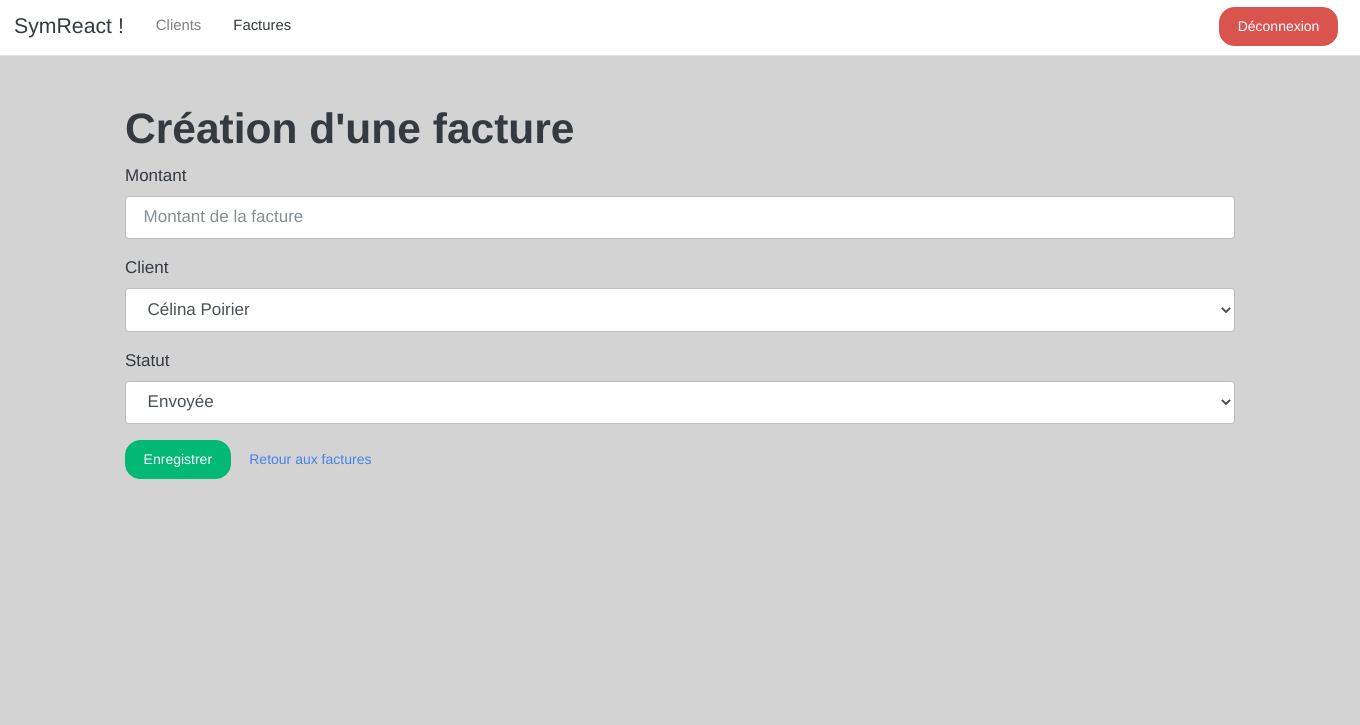 SymReact ! Clients Factures Déconnexion
Création d'une facture
Montant
Montant de la facture
Client
Célina Poirier
Statut
Envoyée
Enregistrer Retour aux factures